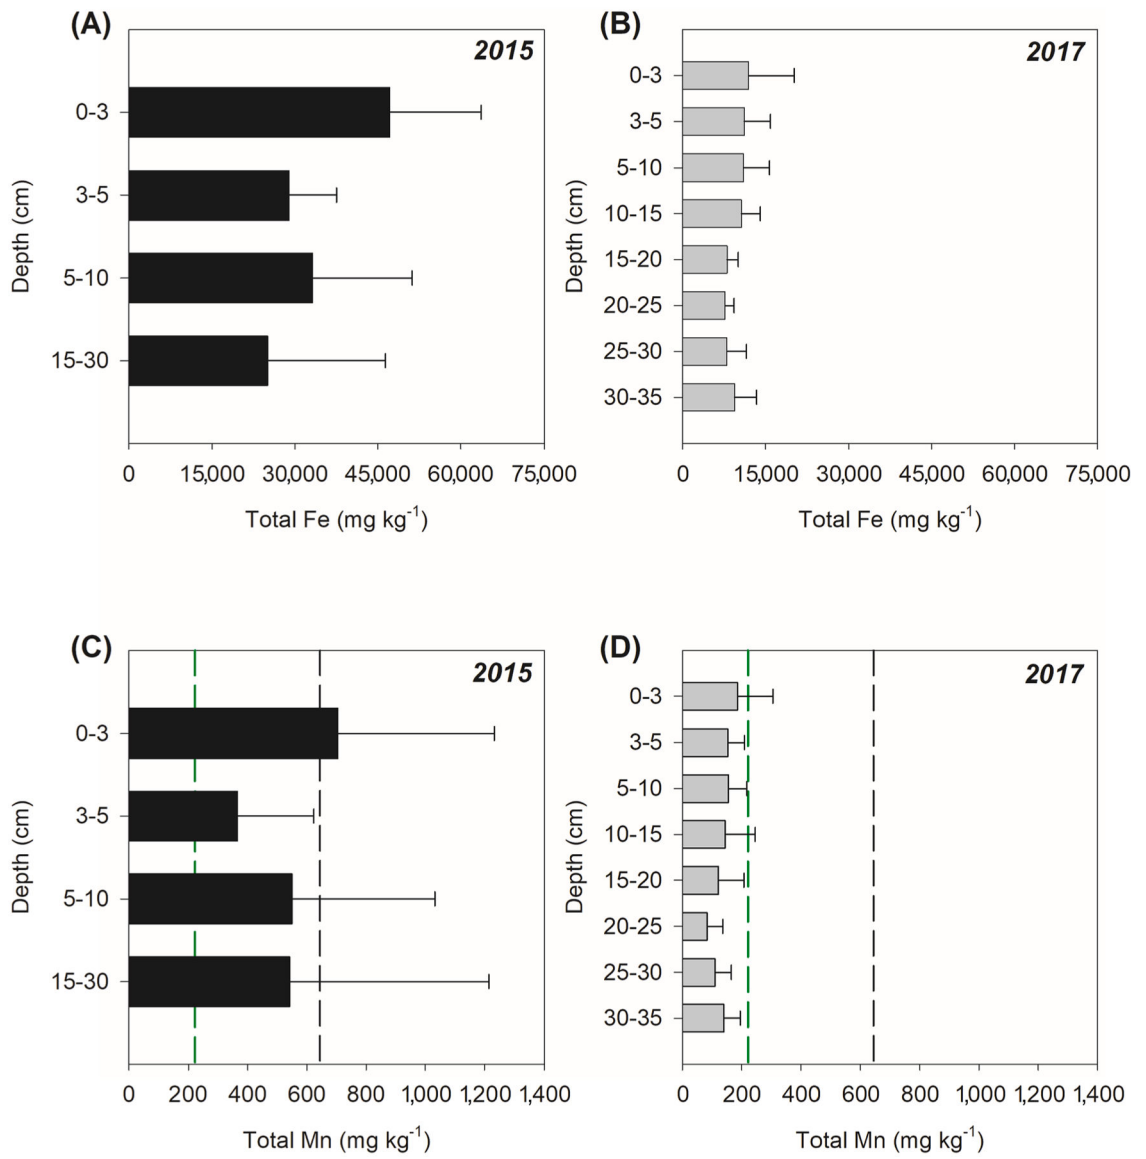 (A)
2015
Depth (cm)
0-3
3-5
5-10
15-30
0 15,000 30,000 45,000 60,000 75,000
Total Fe (mg kg⁻¹)
(B)
2017
Depth (cm)
0-3
3-5
5-10
10-15
15-20
20-25
25-30
30-35
0 15,000 30,000 45,000 60,000 75,000
Total Fe (mg kg⁻¹)
(C)
2015
Depth (cm)
0-3
3-5
5-10
15-30
0 200 400 600 800 1,000 1,200 1,400
Total Mn (mg kg⁻¹)
(D)
2017
Depth (cm)
0-3
3-5
5-10
10-15
15-20
20-25
25-30
30-35
0 200 400 600 800 1,000 1,200 1,400
Total Mn (mg kg⁻¹)